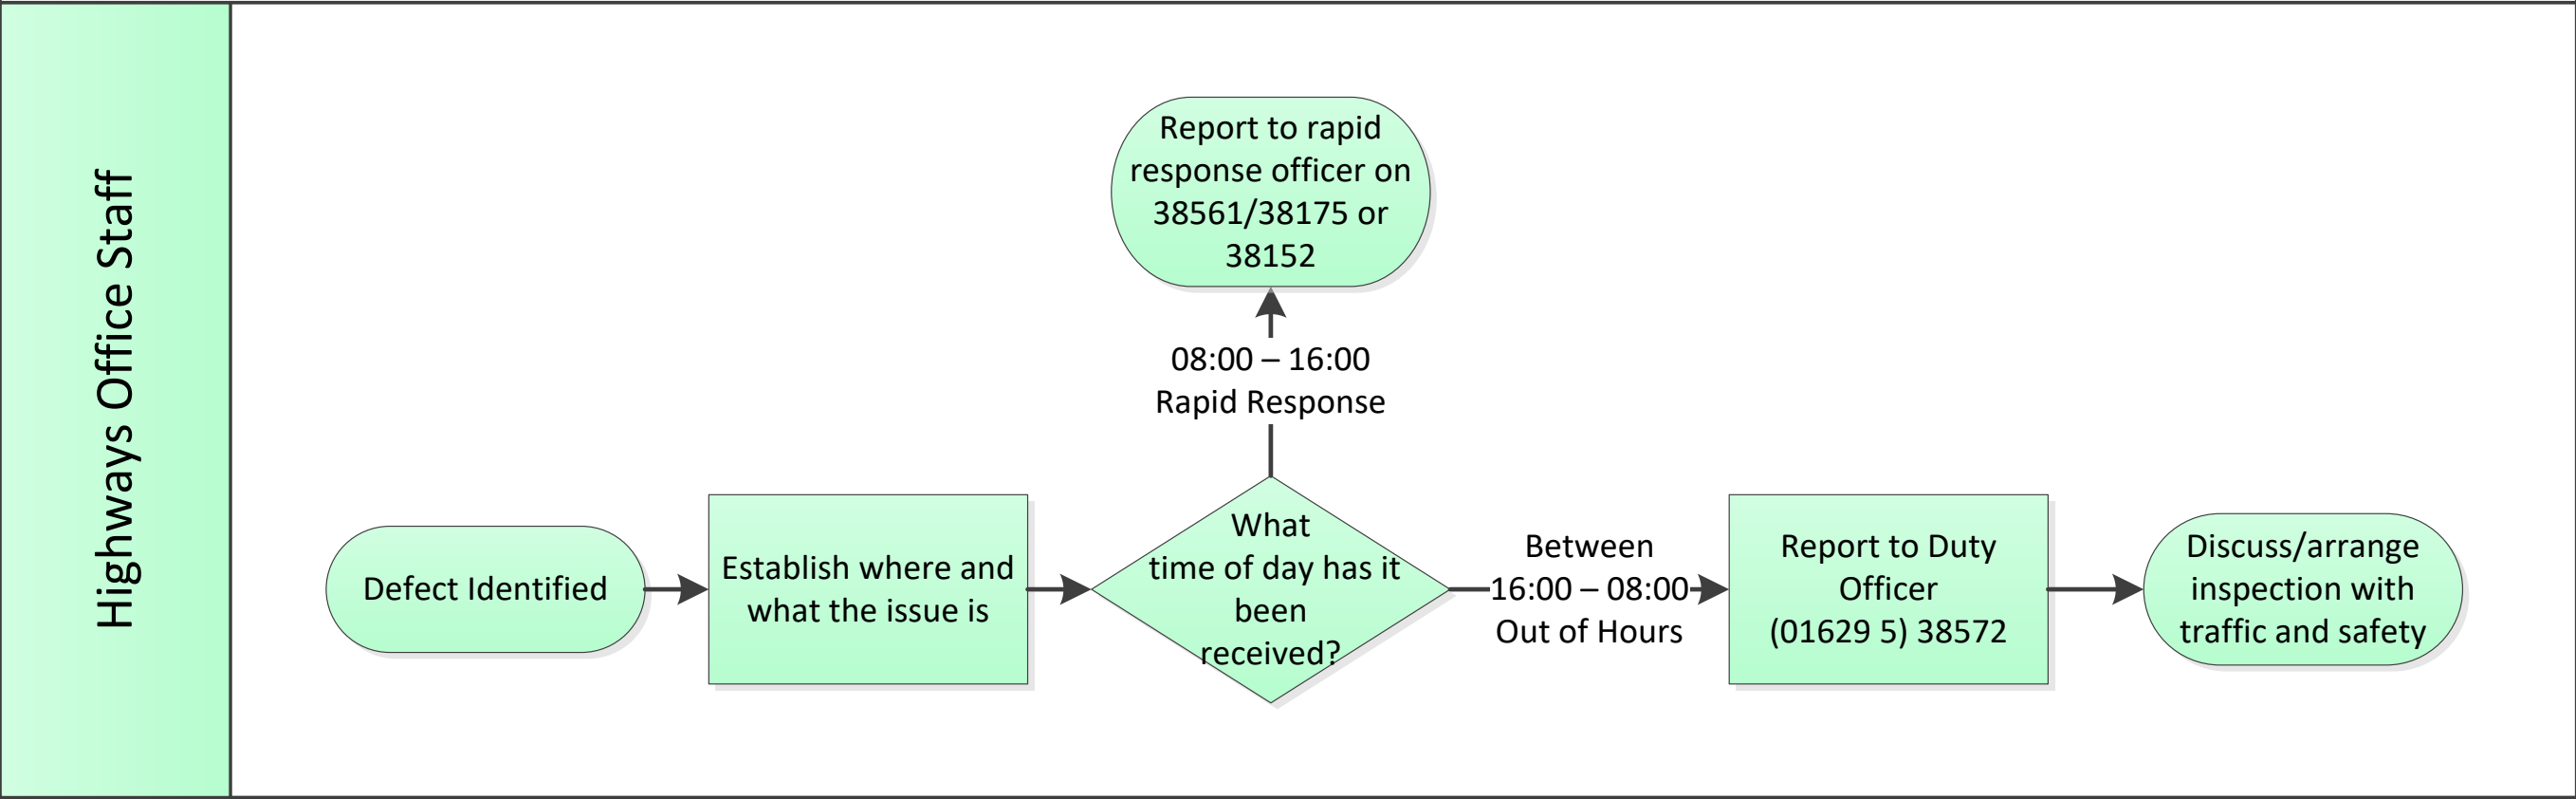 Highways Office Staff
Defect Identified
Establish where and
what the issue is
What
time of day has it
been
received?
08:00 – 16:00
Rapid Response
Report to rapid
response officer on
38561/38175 or
38152
Between
16:00 – 08:00
Out of Hours
Report to Duty
Officer
(01629 5) 38572
Discuss/arrange
inspection with
traffic and safety